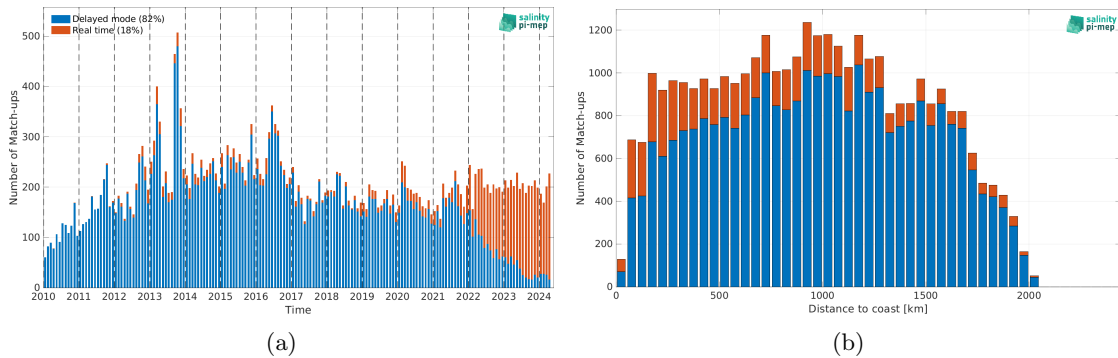 Delayed mode (82%)
Real time (18%)
salinity
pi-mep
Number of Match-ups
500
400
300
200
100
0
2010 2011 2012 2013 2014 2015 2016 2017 2018 2019 2020 2021 2022 2023 2024
Time
(a)
salinity
pi-mep
Number of Match-ups
1200
1000
800
600
400
200
0
0 500 1000 1500 2000
Distance to coast [km]
(b)